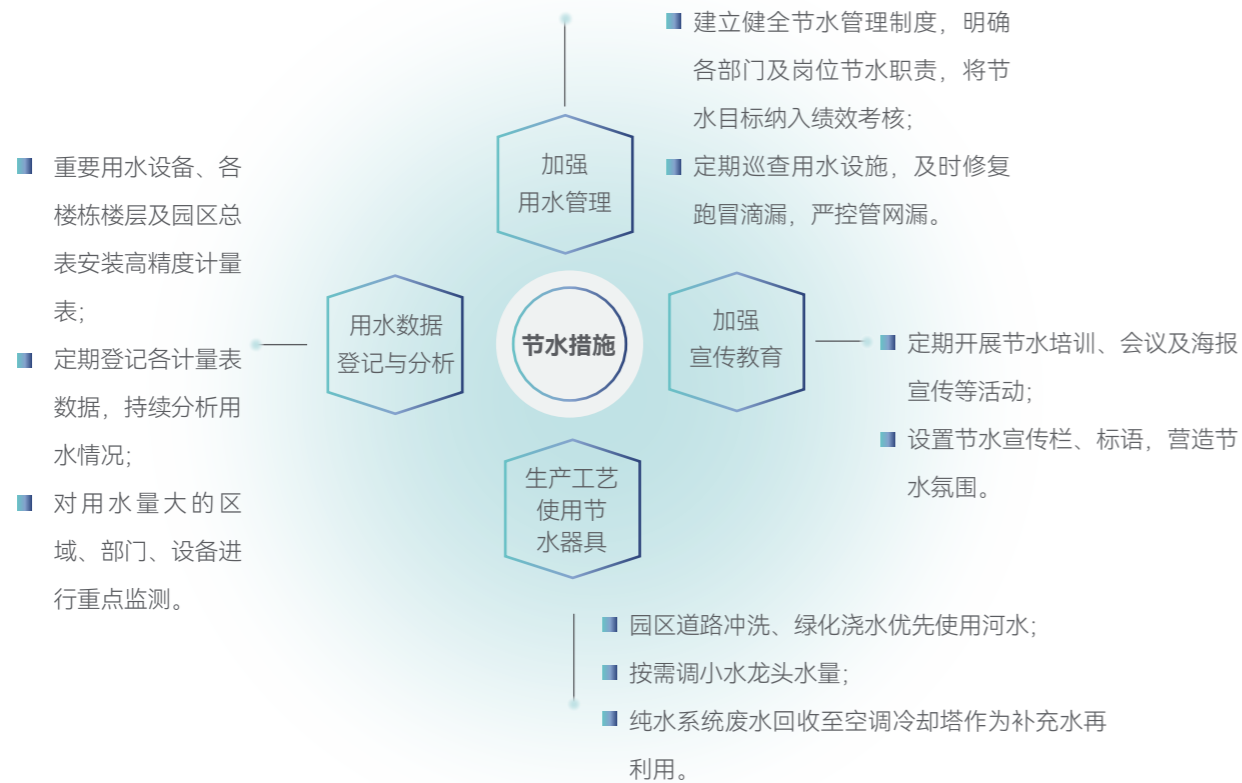 建立健全节水管理制度，明确
各部门及岗位节水职责，将节
水目标纳入绩效考核；
定期巡查用水设施，及时修复
跑冒滴漏，严控管网漏。
加强
用水管理
重要用水设备、各
楼栋楼层及园区总
表安装高精度计量
表；
定期登记各计量表
数据，持续分析用
水情况；
对用水量大的区
域、部门、设备进
行重点监测。
用水数据
登记与分析
节水措施
加强
宣传教育
定期开展节水培训、会议及海报
宣传等活动；
设置节水宣传栏、标语，营造节
水氛围。
生产工艺
使用节
水器具
园区道路冲洗、绿化浇水优先使用河水；
按需调小水龙头水量；
纯水系统废水回收至空调冷却塔作为补充水再
利用。